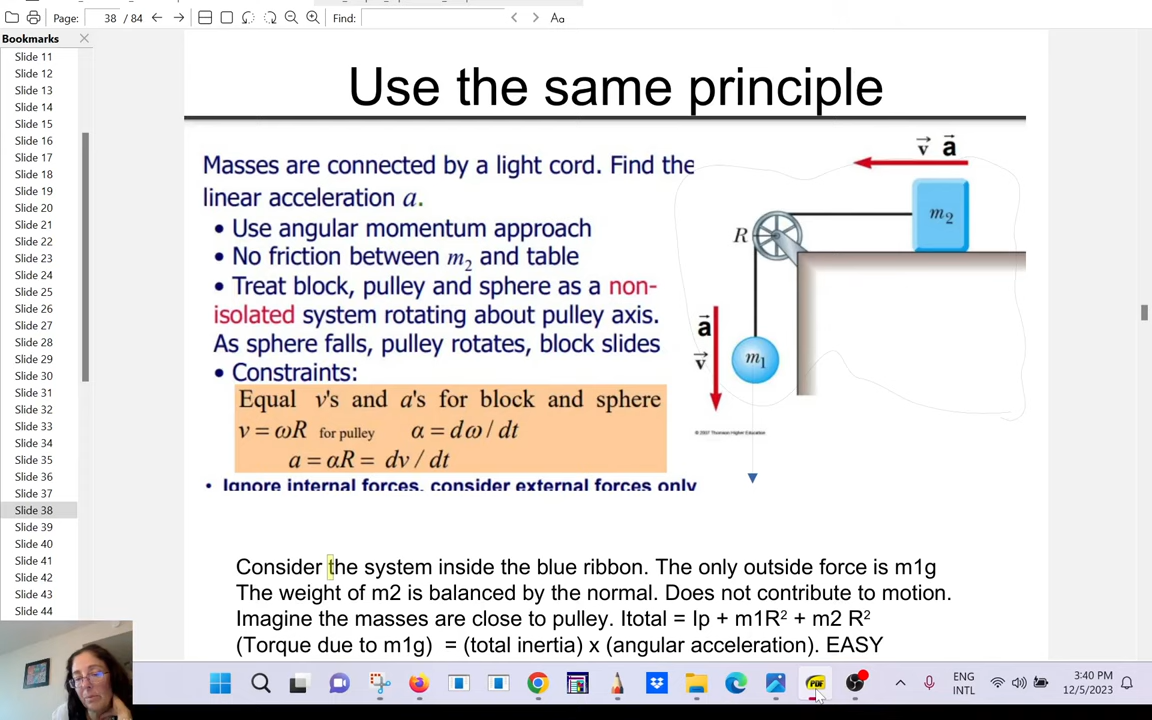 Page: 38 / 84 Find: Aa
Bookmarks
Slide 11
Slide 12
Slide 13
Slide 14
Slide 15
Slide 16
Slide 17
Slide 18
Slide 19
Slide 20
Slide 21
Slide 22
Slide 23
Slide 24
Slide 25
Slide 26
Slide 27
Slide 28
Slide 29
Slide 30
Slide 31
Slide 32
Slide 33
Slide 34
Slide 35
Slide 36
Slide 37
Slide 38
Slide 39
Slide 40
Slide 41
Slide 42
Slide 43
Slide 44
Use the same principle
Masses are connected by a light cord. Find the
linear acceleration a.
• Use angular momentum approach
• No friction between m₂ and table
• Treat block, pulley and sphere as a non-
isolated system rotating about pulley axis.
As sphere falls, pulley rotates, block slides
• Constraints:
Equal v's and a's for block and sphere
v = ωR for pulley α = dω / dt
a = αR = dv / dt
• Ignore internal forces, consider external forces only
v⃗ a⃗
m₂
R
a⃗
v⃗
m₁
© 2007 Thomson Higher Education
Consider the system inside the blue ribbon. The only outside force is m1g
The weight of m2 is balanced by the normal. Does not contribute to motion.
Imagine the masses are close to pulley. Itotal = Ip + m1R² + m2 R²
(Torque due to m1g) = (total inertia) x (angular acceleration). EASY
PDF
ENG
INTL
3:40 PM
12/5/2023